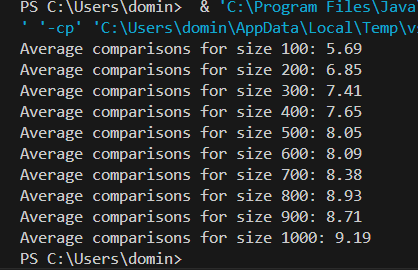 PS C:\Users\domin>  & 'C:\Program Files\Java
' '-cp' 'C:\Users\domin\AppData\Local\Temp\v
Average comparisons for size 100: 5.69
Average comparisons for size 200: 6.85
Average comparisons for size 300: 7.41
Average comparisons for size 400: 7.65
Average comparisons for size 500: 8.05
Average comparisons for size 600: 8.09
Average comparisons for size 700: 8.38
Average comparisons for size 800: 8.93
Average comparisons for size 900: 8.71
Average comparisons for size 1000: 9.19
PS C:\Users\domin>